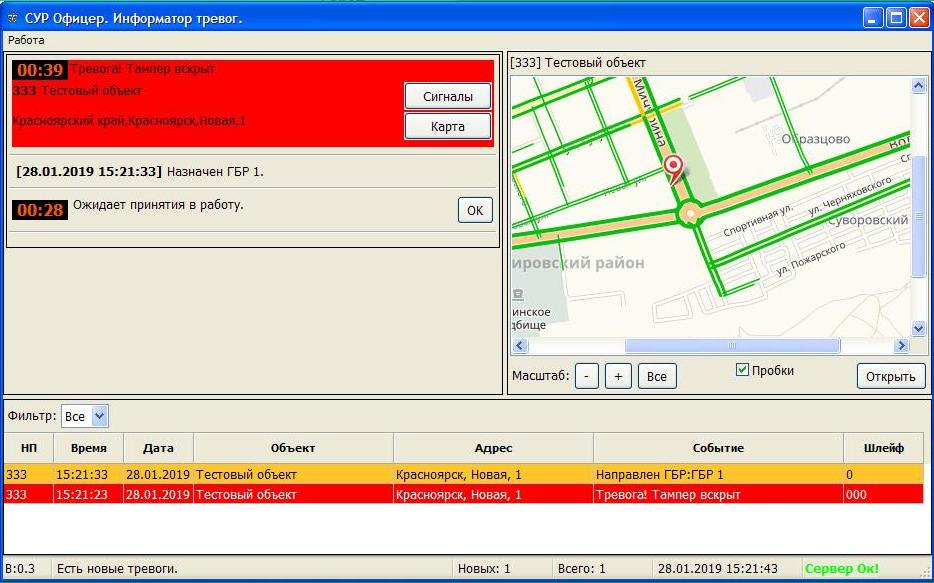 СУР Офицер. Информатор тревог.
Работа
00:39 Тревога! Тампер вскрыт
333 Тестовый объект
Сигналы
Красноярский край,Красноярск,Новая,1
Карта
[28.01.2019 15:21:33] Назначен ГБР 1.
00:28 Ожидает принятия в работу.
ОК
[333] Тестовый объект
Мичурина
Образцово
Спортивная ул.
ул. Черняховского
Суворовский
ул. Пожарского
ировский район
инское
дбище
Масштаб: - + Все
Пробки
Открыть
Фильтр: Все
НП Время Дата Объект Адрес Событие Шлейф
333 15:21:33 28.01.2019 Тестовый объект Красноярск, Новая, 1 Направлен ГБР:ГБР 1 0
333 15:21:23 28.01.2019 Тестовый объект Красноярск, Новая, 1 Тревога! Тампер вскрыт 000
В:0.3 Есть новые тревоги. Новых: 1 Всего: 1 28.01.2019 15:21:43 Сервер Ок!